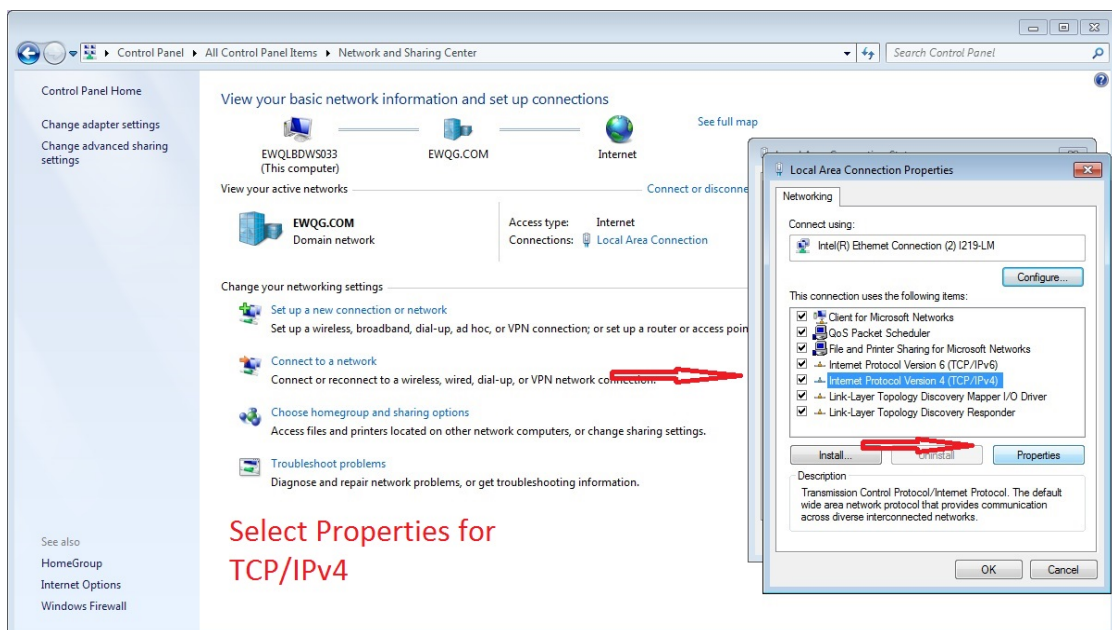 Control Panel
All Control Panel Items
Network and Sharing Center
Search Control Panel
Control Panel Home
Change adapter settings
Change advanced sharing
settings
See also
HomeGroup
Internet Options
Windows Firewall
View your basic network information and set up connections
See full map
EWQLBDWS033
(This computer)
EWQG.COM
Internet
View your active networks
Connect or disconne
EWQG.COM
Domain network
Access type: Internet
Connections: Local Area Connection
Change your networking settings
Set up a new connection or network
Set up a wireless, broadband, dial-up, ad hoc, or VPN connection; or set up a router or access poin
Connect to a network
Connect or reconnect to a wireless, wired, dial-up, or VPN network connection.
Choose homegroup and sharing options
Access files and printers located on other network computers, or change sharing settings.
Troubleshoot problems
Diagnose and repair network problems, or get troubleshooting information.
Select Properties for
TCP/IPv4
Local Area Connection Properties
Networking
Connect using:
Intel(R) Ethernet Connection (2) I219-LM
Configure...
This connection uses the following items:
Client for Microsoft Networks
QoS Packet Scheduler
File and Printer Sharing for Microsoft Networks
Internet Protocol Version 6 (TCP/IPv6)
Internet Protocol Version 4 (TCP/IPv4)
Link-Layer Topology Discovery Mapper I/O Driver
Link-Layer Topology Discovery Responder
Install...
Uninstall
Properties
Description
Transmission Control Protocol/Internet Protocol. The default
wide area network protocol that provides communication
across diverse interconnected networks.
OK
Cancel